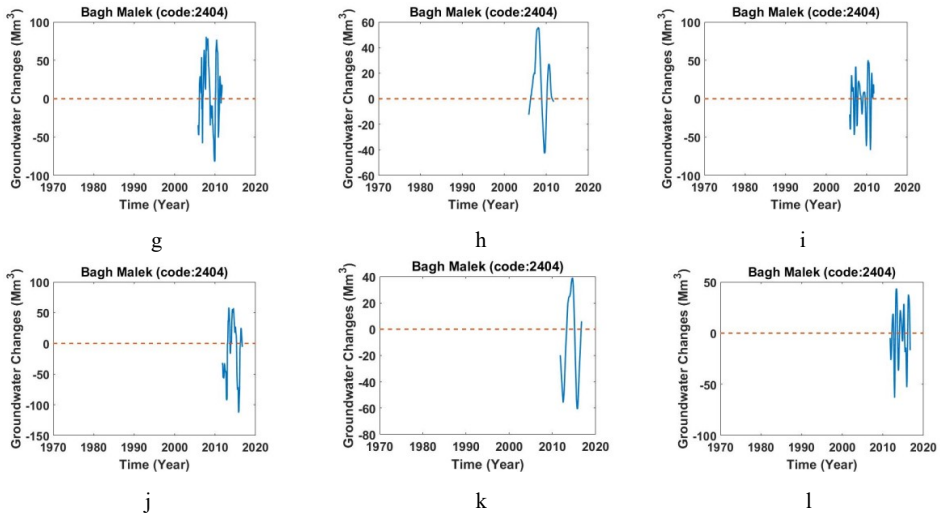 Bagh Malek (code:2404)
Groundwater Changes (Mm³)
100
50
0
-50
-100
1970 1980 1990 2000 2010 2020
Time (Year)
g
Bagh Malek (code:2404)
Groundwater Changes (Mm³)
60
40
20
0
-20
-40
-60
1970 1980 1990 2000 2010 2020
Time (Year)
h
Bagh Malek (code:2404)
Groundwater Changes (Mm³)
100
50
0
-50
-100
1970 1980 1990 2000 2010 2020
Time (Year)
i
Bagh Malek (code:2404)
Groundwater Changes (Mm³)
100
50
0
-50
-100
-150
1970 1980 1990 2000 2010 2020
Time (Year)
j
Bagh Malek (code:2404)
Groundwater Changes (Mm³)
40
20
0
-20
-40
-60
-80
1970 1980 1990 2000 2010 2020
Time (Year)
k
Bagh Malek (code:2404)
Groundwater Changes (Mm³)
50
0
-50
-100
1970 1980 1990 2000 2010 2020
Time (Year)
l